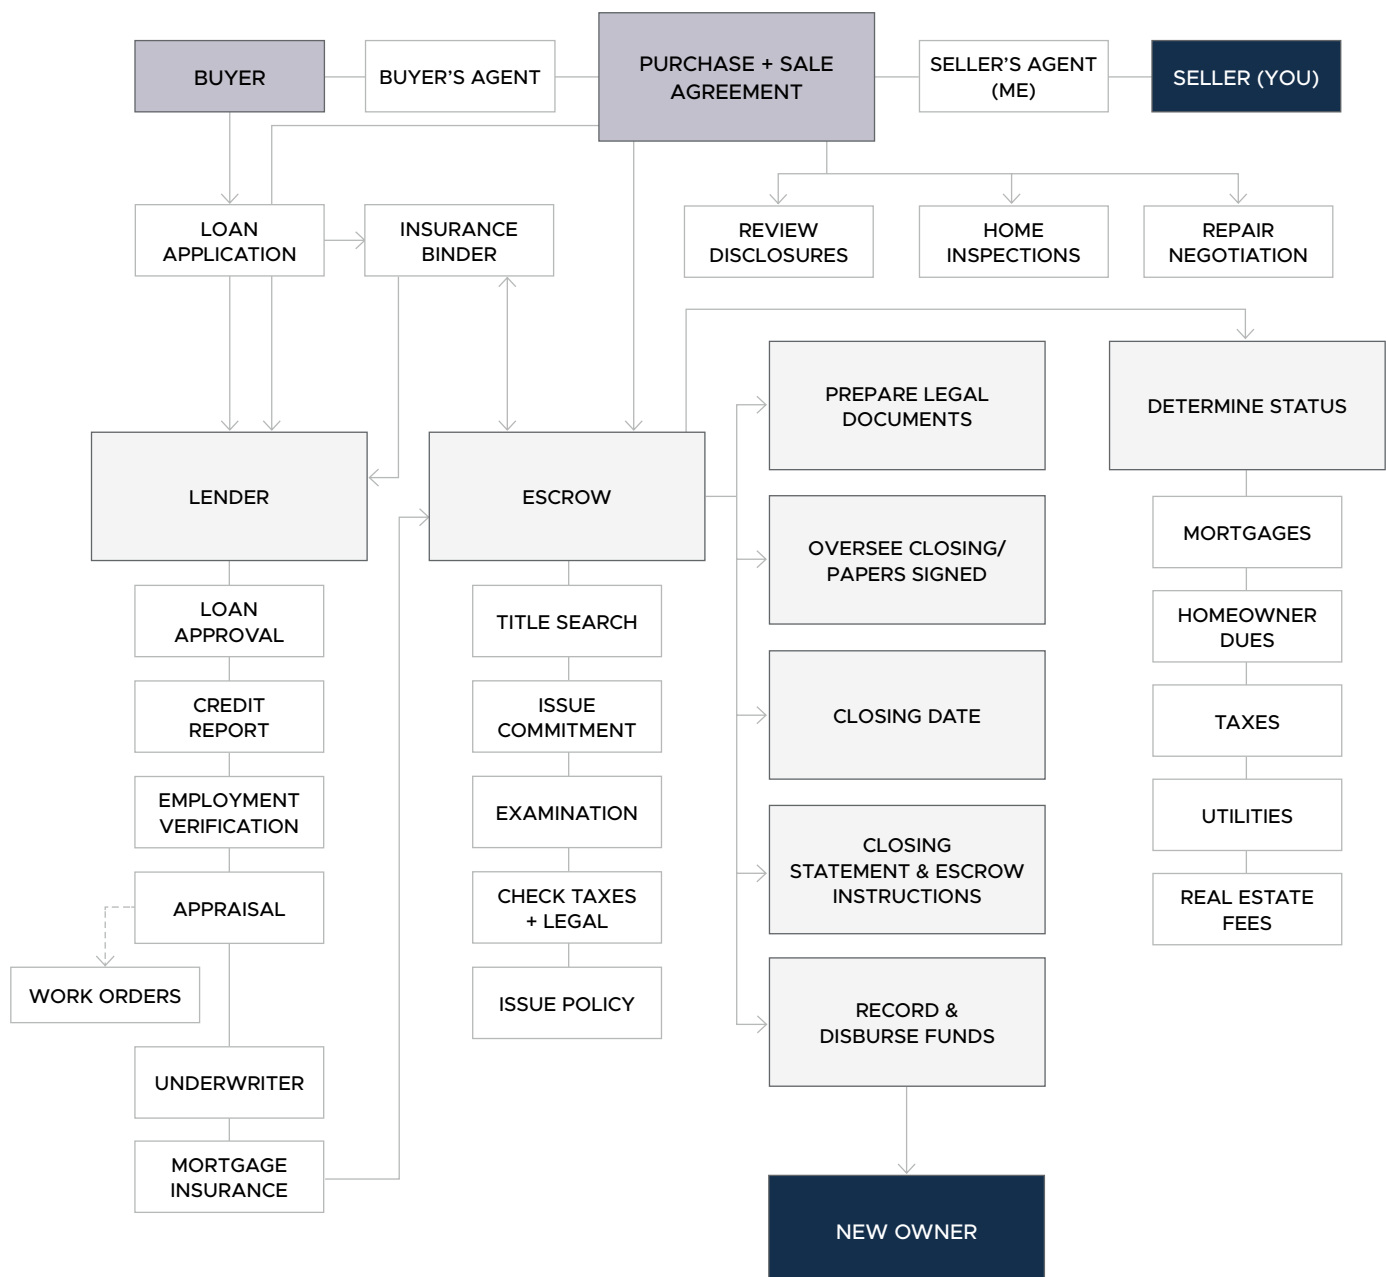 BUYER
BUYER'S AGENT
PURCHASE + SALE
AGREEMENT
SELLER'S AGENT
(ME)
SELLER (YOU)
LOAN
APPLICATION
INSURANCE
BINDER
REVIEW
DISCLOSURES
HOME
INSPECTIONS
REPAIR
NEGOTIATION
LENDER
ESCROW
PREPARE LEGAL
DOCUMENTS
DETERMINE STATUS
OVERSEE CLOSING/
PAPERS SIGNED
CLOSING DATE
CLOSING
STATEMENT & ESCROW
INSTRUCTIONS
RECORD &
DISBURSE FUNDS
MORTGAGES
HOMEOWNER
DUES
TAXES
UTILITIES
REAL ESTATE
FEES
LOAN
APPROVAL
CREDIT
REPORT
EMPLOYMENT
VERIFICATION
APPRAISAL
WORK ORDERS
UNDERWRITER
MORTGAGE
INSURANCE
TITLE SEARCH
ISSUE
COMMITMENT
EXAMINATION
CHECK TAXES
+ LEGAL
ISSUE POLICY
NEW OWNER